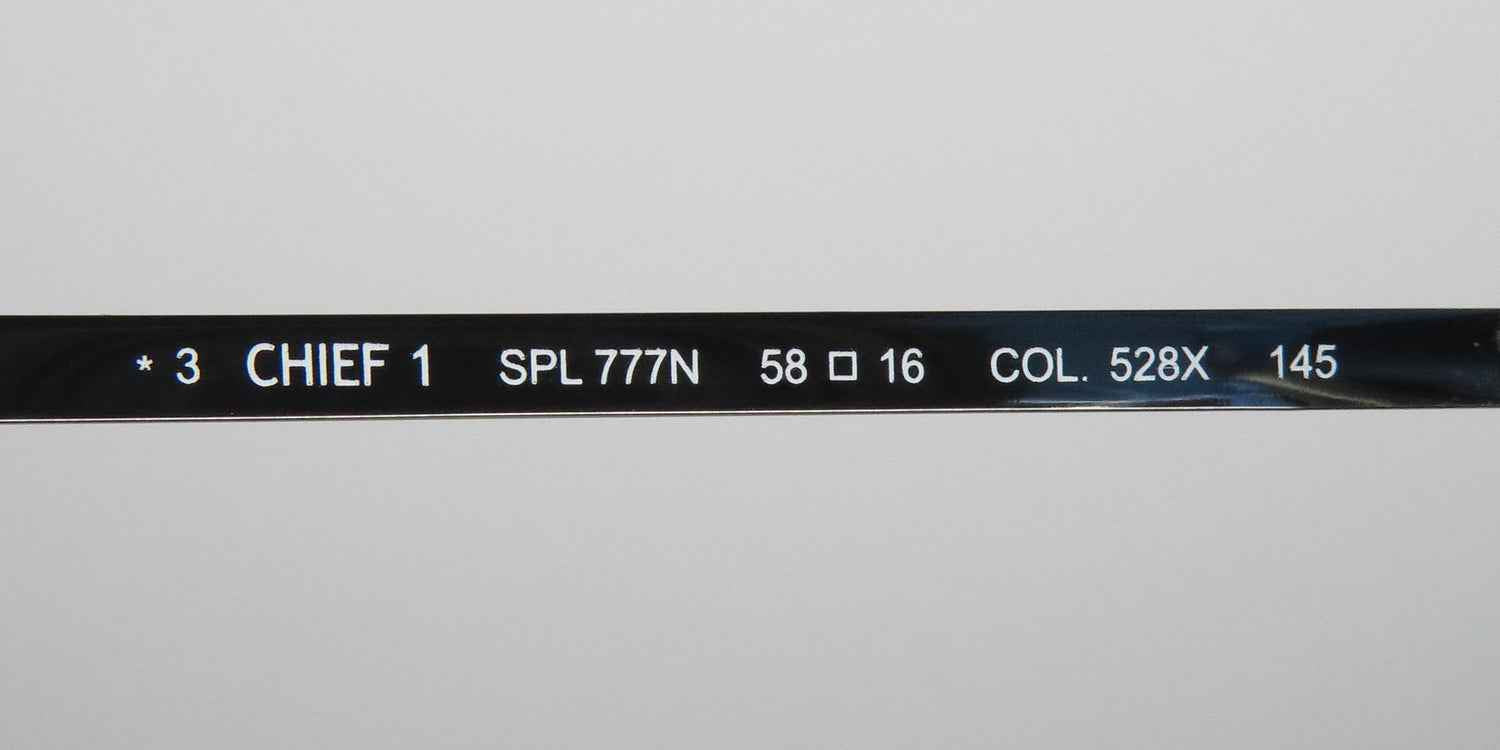 * 3 CHIEF 1 SPL 777N 58 □ 16 COL. 528X 145